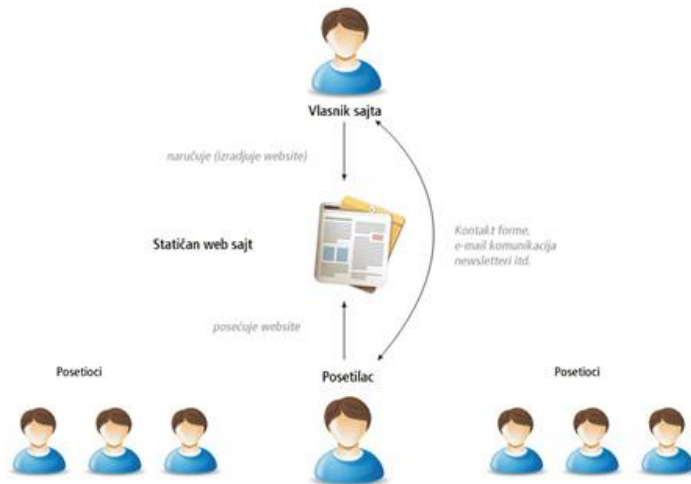 Vlasnik sajta
naručuje (izradjuje website)
Statičan web sajt
Kontakt forme,
e-mail komunikacija
newsletteri itd.
posećuje website
Posetioci
Posetilac
Posetioci